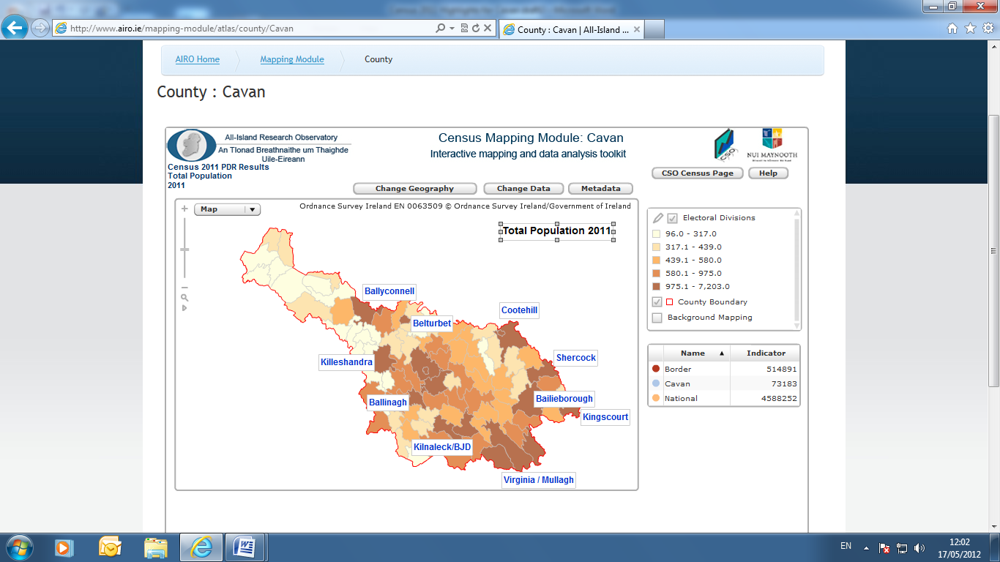 http://www.airo.ie/mapping-module/atlas/county/Cavan
County : Cavan | All-Island ...
AIRO Home
Mapping Module
County
County : Cavan
All-Island Research Observatory
An Tlonad Breathnaithe um Thaighde
Uile-Eireann
Census 2011 PDR Results
Total Population
2011
Census Mapping Module: Cavan
Interactive mapping and data analysis toolkit
NUI MAYNOOTH
CSO Census Page
Help
Change Geography
Change Data
Metadata
Map
Ordnance Survey Ireland EN 0063509 © Ordnance Survey Ireland/Government of Ireland
Total Population 2011
Ballyconnell
Belturbet
Cootehill
Killeshandra
Shercock
Ballinagh
Bailieborough
Kingscourt
Kilnaleck/BJD
Virginia / Mullagh
Electoral Divisions
96.0 - 317.0
317.1 - 439.0
439.1 - 580.0
580.1 - 975.0
975.1 - 7,203.0
County Boundary
Background Mapping
Name Indicator
Border 514891
Cavan 73183
National 4588252
EN
12:02
17/05/2012